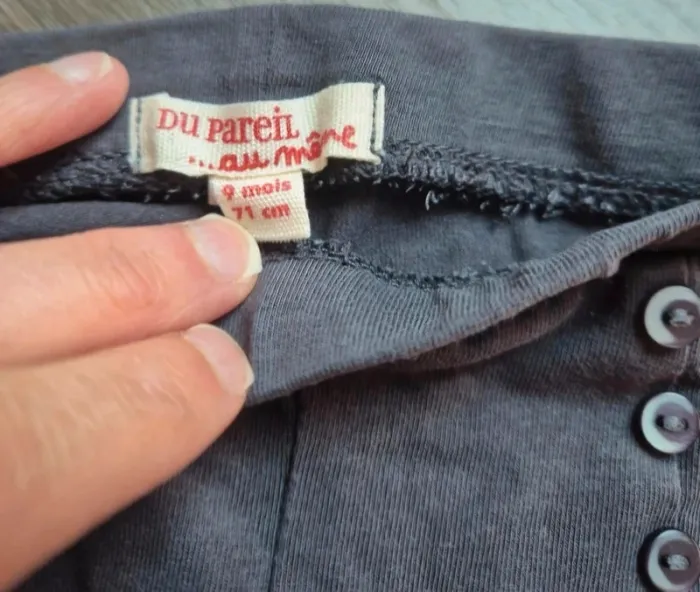 Du Pareil
...au même
9 mois
71 cm